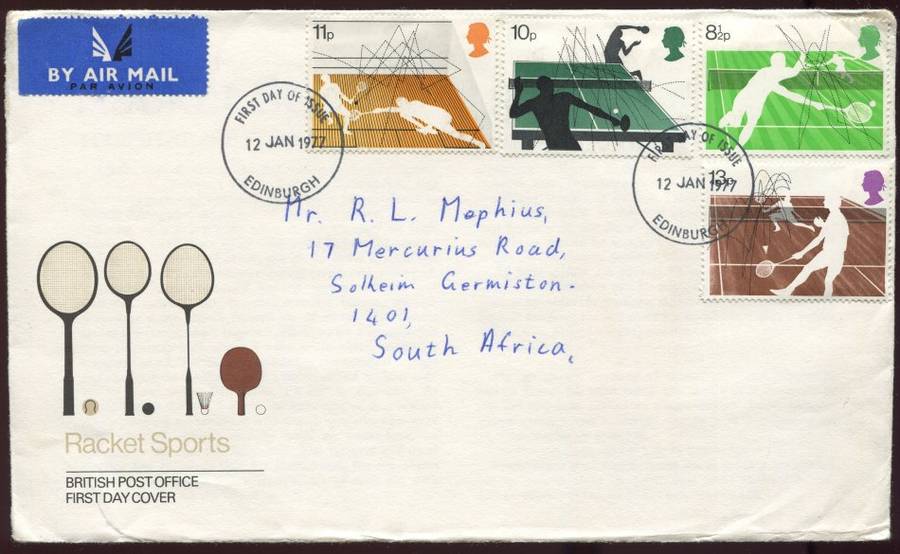 BY AIR MAIL
PAR AVION
11p
10p
8½p
13p
FIRST DAY OF ISSUE
12 JAN 1977
EDINBURGH
FIRST DAY OF ISSUE
12 JAN 1977
EDINBURGH
Mr. R. L. Mophius,
17 Mercurius Road,
Solheim Germiston.
1401,
South Africa,
Racket Sports
BRITISH POST OFFICE
FIRST DAY COVER